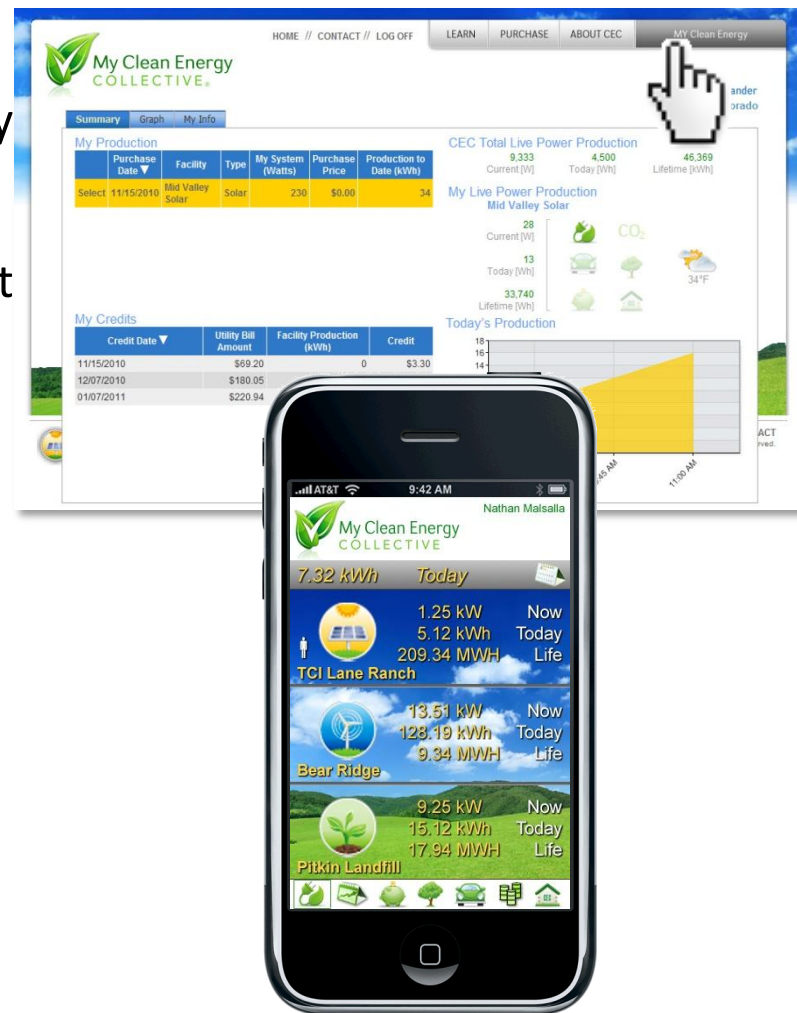 HOME // CONTACT // LOG OFF
LEARN PURCHASE ABOUT CEC MY Clean Energy
My Clean Energy
COLLECTIVE®
ander
orado
y
t
Summary Graph My Info
My Production
Purchase Date ▼ Facility Type My System (Watts) Purchase Price Production to Date (kWh)
Select 11/15/2010 Mid Valley Solar Solar 230 $0.00 34
CEC Total Live Power Production
9,333 4,500 46,369
Current [W] Today [Wh] Lifetime [kWh]
My Live Power Production
Mid Valley Solar
28
Current [W]
CO₂
13
Today [Wh]
34°F
33,740
Lifetime [Wh]
My Credits
Credit Date ▼ Utility Bill Amount Facility Production (kWh) Credit
11/15/2010 $69.20 0 $3.30
12/07/2010 $180.05
01/07/2011 $220.94
Today's Production
18
16
14
45 AM
11:00 AM
ACT
rved.
AT&T 9:42 AM
Nathan Malsalla
My Clean Energy
COLLECTIVE
7.32 kWh Today
1.25 kW Now
5.12 kWh Today
209.34 MWH Life
TCI Lane Ranch
13.51 kW Now
128.19 kWh Today
9.34 MWH Life
Bear Ridge
9.25 kW Now
15.12 kWh Today
17.94 MWH Life
Pitkin Landfill